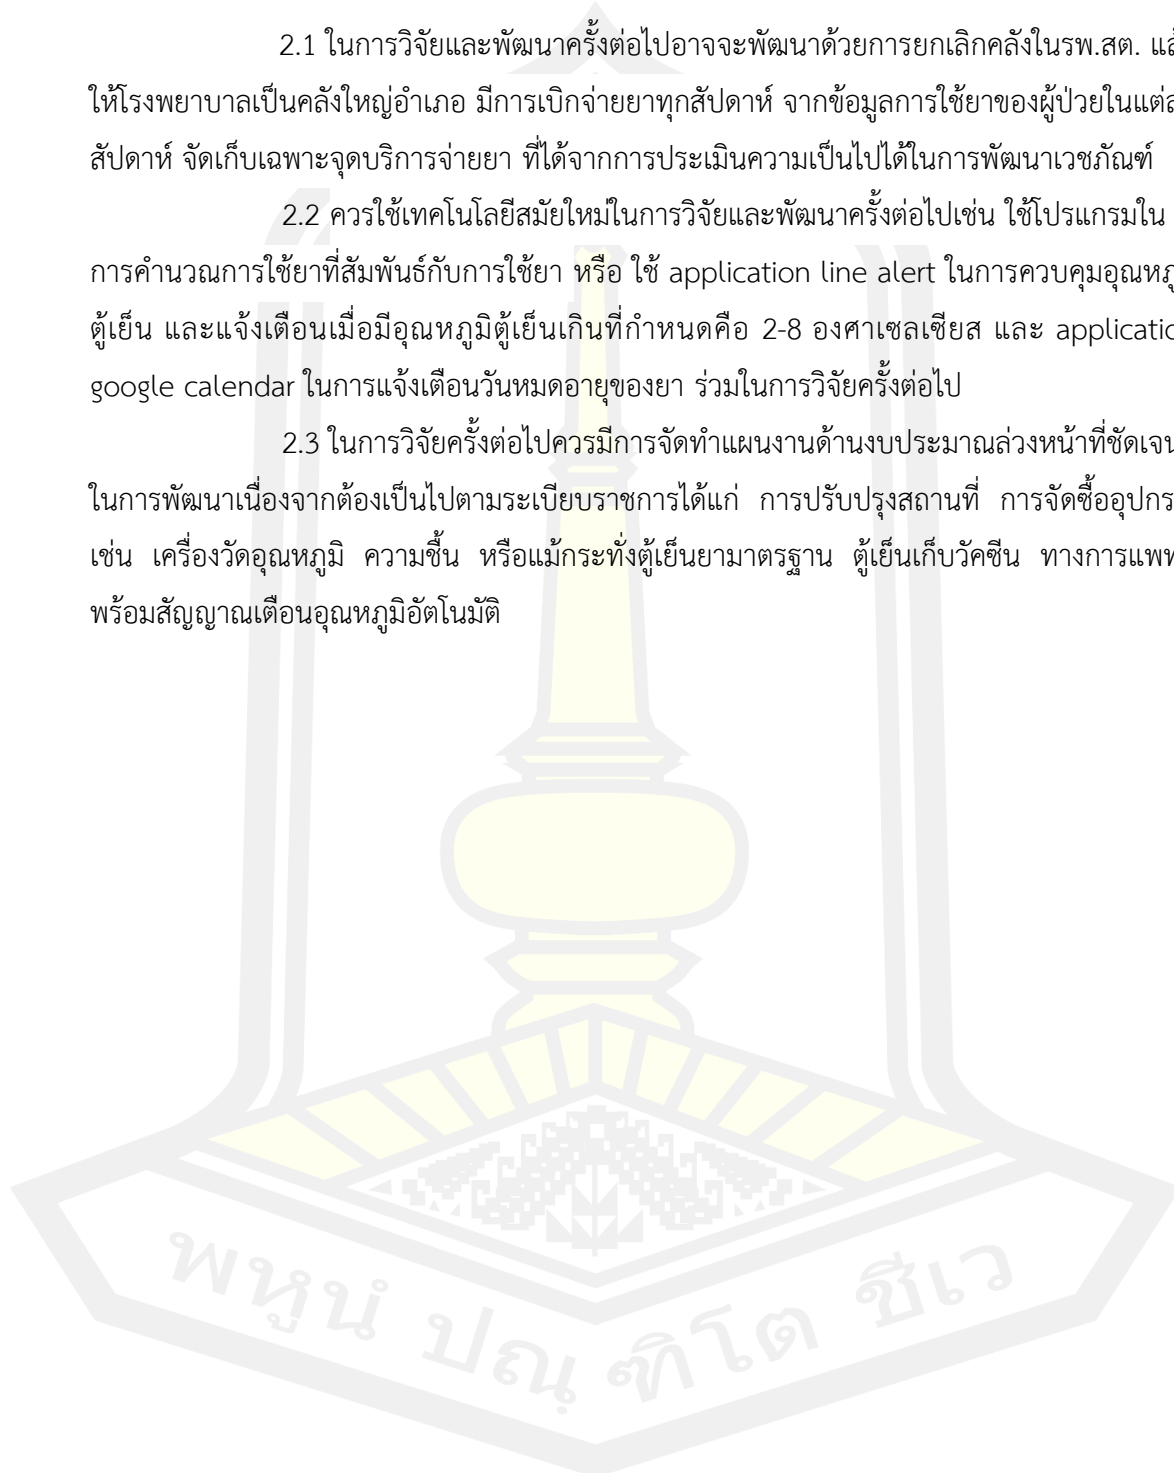 2.1 ในการวิจัยและพัฒนาครั้งต่อไปอาจจะพัฒนาด้วยการยกเลิกคลังในรพ.สต.
ให้โรงพยาบาลเป็นคลังใหญ่อำเภอ มีการเบิกจ่ายยาทุกสัปดาห์ จากข้อมูลการใช้ยาของผู้ป่วยใน
สัปดาห์ จัดเก็บเฉพาะจุดบริการจ่ายยา ที่ได้จากการประเมินความเป็นไปได้ในการพัฒนาเวชภัณฑ์
2.2 ควรใช้เทคโนโลยีสมัยใหม่ในการวิจัยและพัฒนาครั้งต่อไปเช่น ใช้โปรแกรมใน
การคำนวณการใช้ยาที่สัมพันธ์กับการใช้ยา หรือ ใช้ application line alert ในการควบคุม
ตู้เย็น และแจ้งเตือนเมื่อมีอุณหภูมิตู้เย็นเกินที่กำหนดคือ 2-8 องศาเซลเซียส และ
google calendar ในการแจ้งเตือนวันหมดอายุของยา ร่วมในการวิจัยครั้งต่อไป
2.3 ในการวิจัยครั้งต่อไปควรมีการจัดทำแผนงานด้านงบประมาณล่วงหน้าที่ชัดเจน
ในการพัฒนาเนื่องจากต้องเป็นไปตามระเบียบราชการได้แก่ การปรับปรุงสถานที่ การจัดซื้อ
เช่น เครื่องวัดอุณหภูมิ ความชื้น หรือแม้กระทั่งตู้เย็นยามาตรฐาน ตู้เย็นเก็บวัคซีน
พร้อมสัญญาณเตือนอุณหภูมิอัตโนมัติ
พหูนํ ปณฺ ฑิโต ชีเว